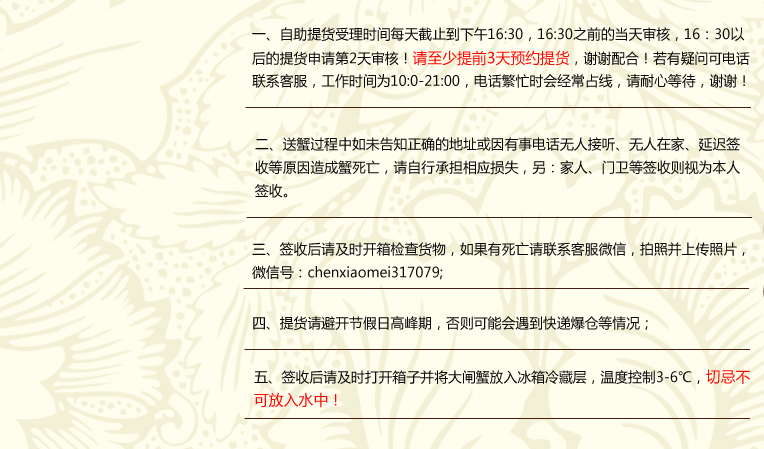 一、自助提货受理时间每天截止到下午16:30，16:30之前的当天审核，16：30以
后的提货申请第2天审核！请至少提前3天预约提货，谢谢配合！若有疑问可电话
联系客服，工作时间为10:0-21:00，电话繁忙时会经常占线，请耐心等待，谢谢！
二、送蟹过程中如未告知正确的地址或因有事电话无人接听、无人在家、延迟签
收等原因造成蟹死亡，请自行承担相应损失，另：家人、门卫等签收则视为本人
签收。
三、签收后请及时开箱检查货物，如果有死亡请联系客服微信，拍照并上传照片，
微信号：chenxiaomei317079;
四、提货请避开节假日高峰期，否则可能会遇到快递爆仓等情况；
五、签收后请及时打开箱子并将大闸蟹放入冰箱冷藏层，温度控制3-6℃，切忌不
可放入水中！